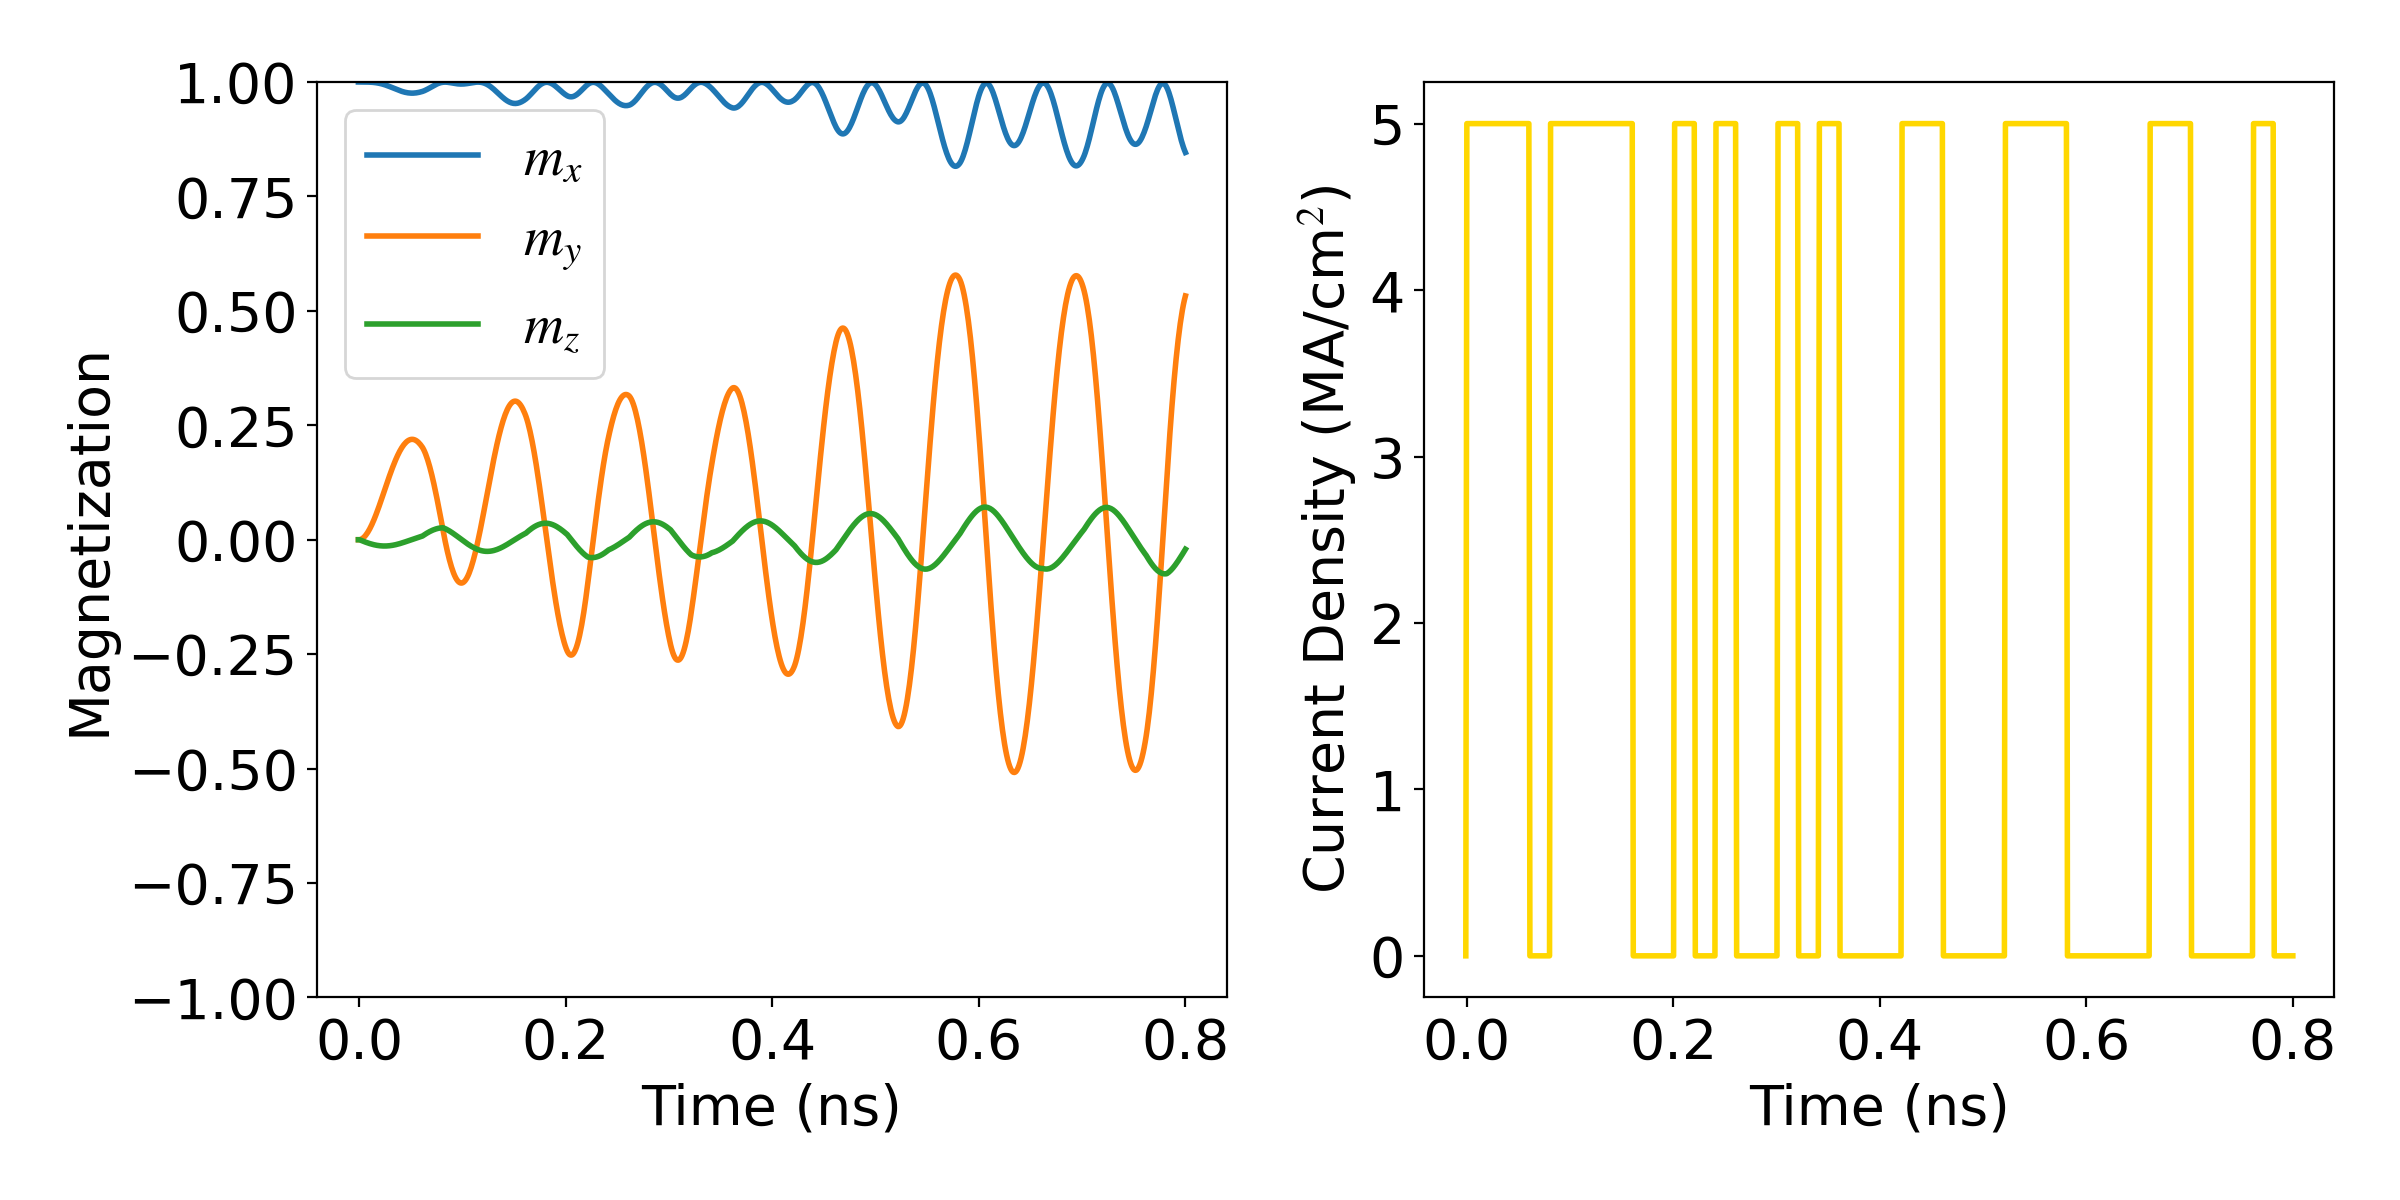 Magnetization
1.00
0.75
0.50
0.25
0.00
−0.25
−0.50
−0.75
−1.00
m_x
m_y
m_z
0.0 0.2 0.4 0.6 0.8
Time (ns)
Current Density (MA/cm²)
5
4
3
2
1
0
0.0 0.2 0.4 0.6 0.8
Time (ns)